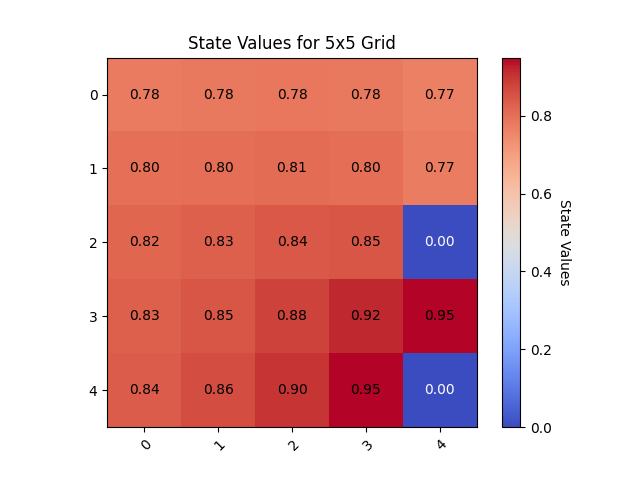 State Values for 5x5 Grid
0 0.78 0.78 0.78 0.78 0.77
1 0.80 0.80 0.81 0.80 0.77
2 0.82 0.83 0.84 0.85 0.00
3 0.83 0.85 0.88 0.92 0.95
4 0.84 0.86 0.90 0.95 0.00
0 1 2 3 4
0.8
0.6
0.4
0.2
0.0
State Values